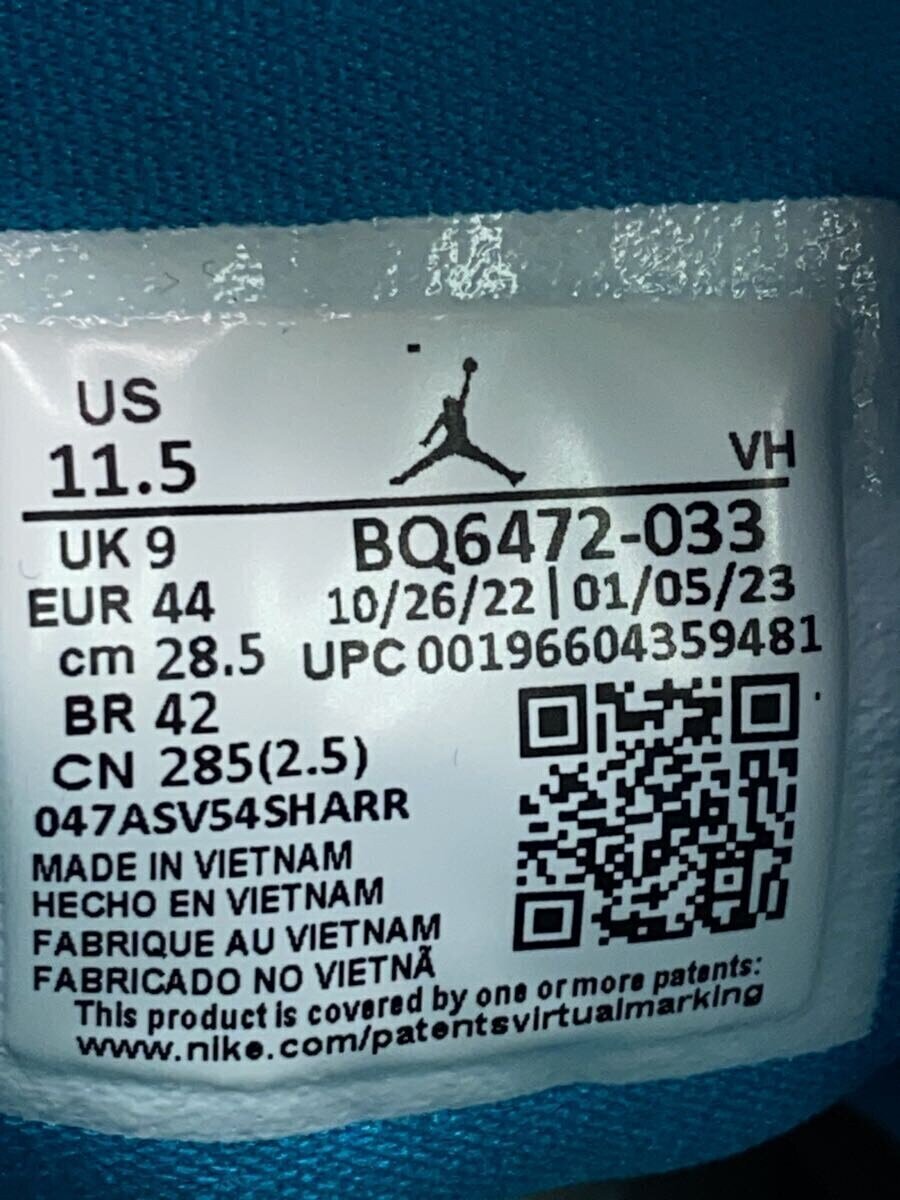 US
11.5
VH
UK 9
BQ6472-033
EUR 44
10/26/22 | 01/05/23
cm 28.5
UPC 00196604359481
BR 42
CN 285(2.5)
047ASV54SHARR
MADE IN VIETNAM
HECHO EN VIETNAM
FABRIQUE AU VIETNAM
FABRICADO NO VIETNÃ
This product is covered by one or more patents:
www.nike.com/patentsvirtualmarking